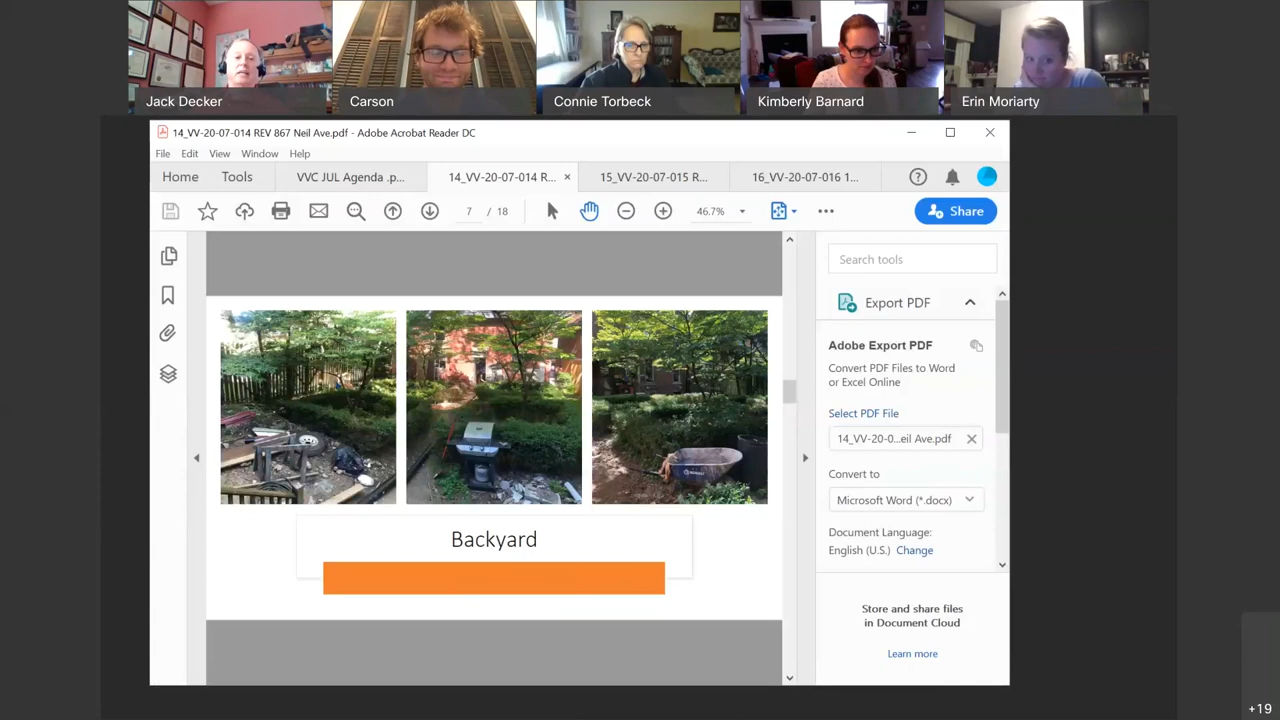 Jack Decker
Carson
Connie Torbeck
Kimberly Barnard
Erin Moriarty
14_VV-20-07-014 REV 867 Neil Ave.pdf - Adobe Acrobat Reader DC
File Edit View Window Help
Home Tools VVC JUL Agenda .p... 14_VV-20-07-014 R... × 15_VV-20-07-015 R... 16_VV-20-07-016 1...
7 / 18 46.7% ••• Share
Search tools
Export PDF
Adobe Export PDF
Convert PDF Files to Word
or Excel Online
Select PDF File
14_VV-20-0...eil Ave.pdf
Convert to
Microsoft Word (*.docx)
Document Language:
English (U.S.) Change
Backyard
Store and share files
in Document Cloud
Learn more
+19